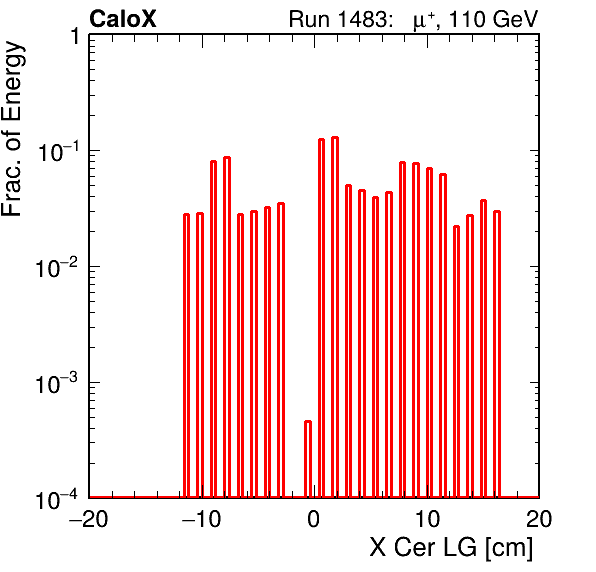 CaloX Run 1483: μ⁺, 110 GeV
Frac. of Energy
1
10⁻¹
10⁻²
10⁻³
10⁻⁴
−20 −10 0 10 20
X Cer LG [cm]